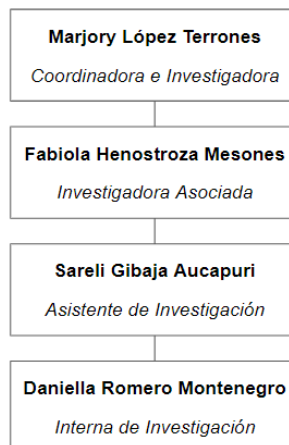 Marjory López Terrones
Coordinadora e Investigadora
Fabiola Henostroza Mesones
Investigadora Asociada
Sareli Gibaja Aucapuri
Asistente de Investigación
Daniella Romero Montenegro
Interna de Investigación